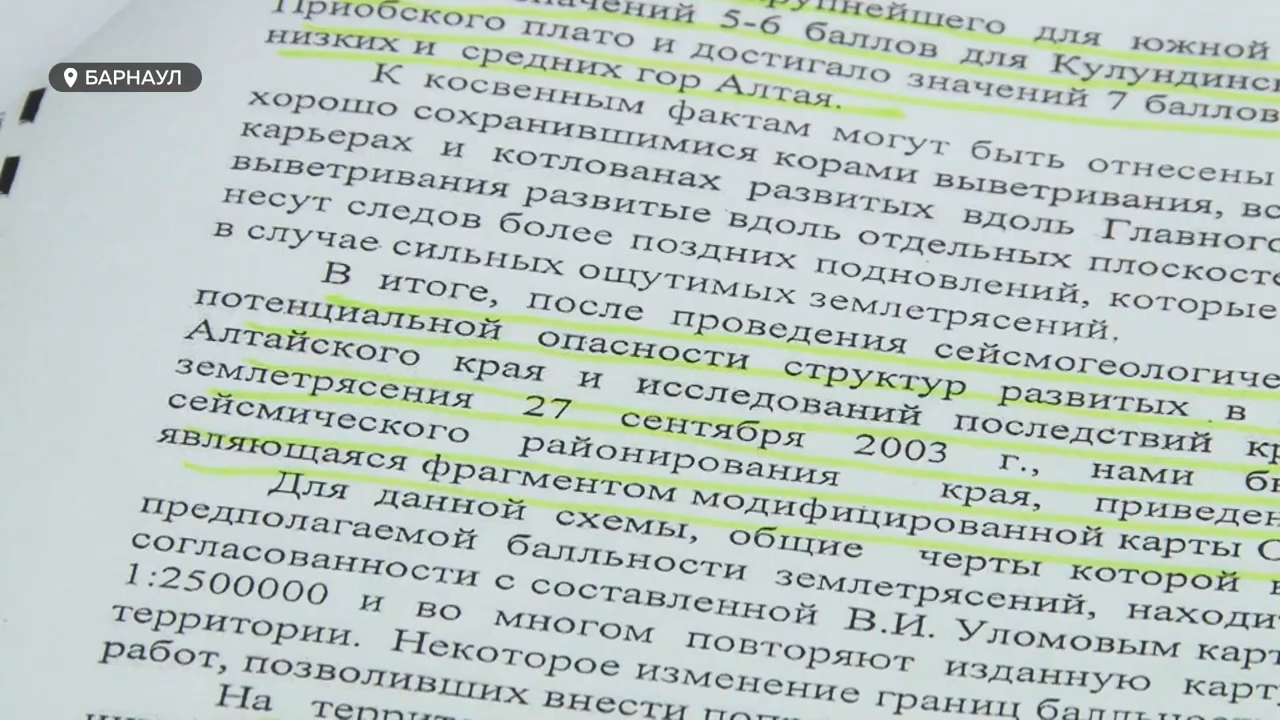 БАРНАУЛ
для южной
Приобского плато и достигало значений 7 баллов
значений 5-6 баллов для Кулундинс
низких и средних гор Алтая.
К косвенным фактам могут быть отнесены
хорошо сохранившимися корами выветривания,
карьерах и котлованах развитых вдоль Главного
выветривания развитые вдоль отдельных плоскосте
несут следов более поздних подновлений, которые
в случае сильных ощутимых землетрясений.
В итоге, после проведения сейсмогеологиче
потенциальной опасности структур развитых в
Алтайского края и исследований последствий
землетрясения 27 сентября 2003 г., нами
сейсмического районирования края, приведен
являющаяся фрагментом модифицированной карты
Для данной схемы, общие черты которой
предполагаемой балльности землетрясений, находит
согласованности с составленной В.И. Уломовым карт
1:2500000 и во многом повторяют изданную карт
территории. Некоторое изменение границ
работ, позволивших внести
На